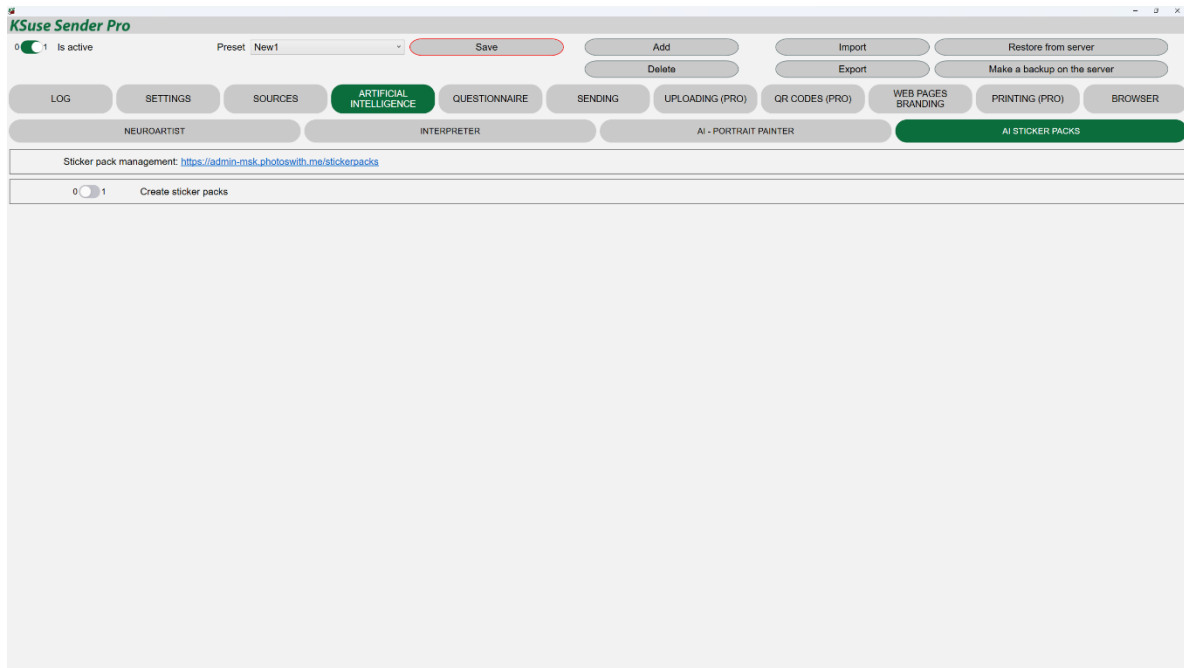 KSuse Sender Pro
0 1 Is active Preset New1 Save Add Import Restore from server
Delete Export Make a backup on the server
LOG SETTINGS SOURCES ARTIFICIAL INTELLIGENCE QUESTIONNAIRE SENDING UPLOADING (PRO) QR CODES (PRO) WEB PAGES BRANDING PRINTING (PRO) BROWSER
NEUROARTIST INTERPRETER AI - PORTRAIT PAINTER AI STICKER PACKS
Sticker pack management: https://admin-msk.photoswith.me/stickerpacks
0 1 Create sticker packs